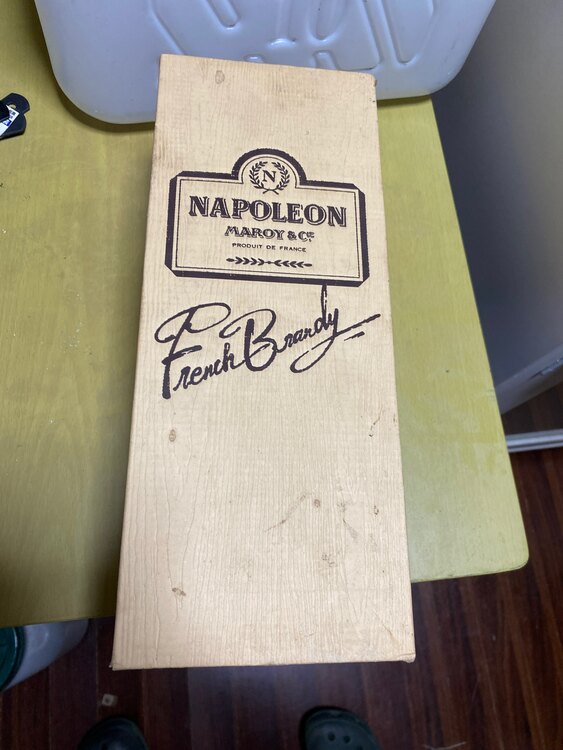 N
NAPOLEON
MAROY & CIE
PRODUIT DE FRANCE
French Brandy